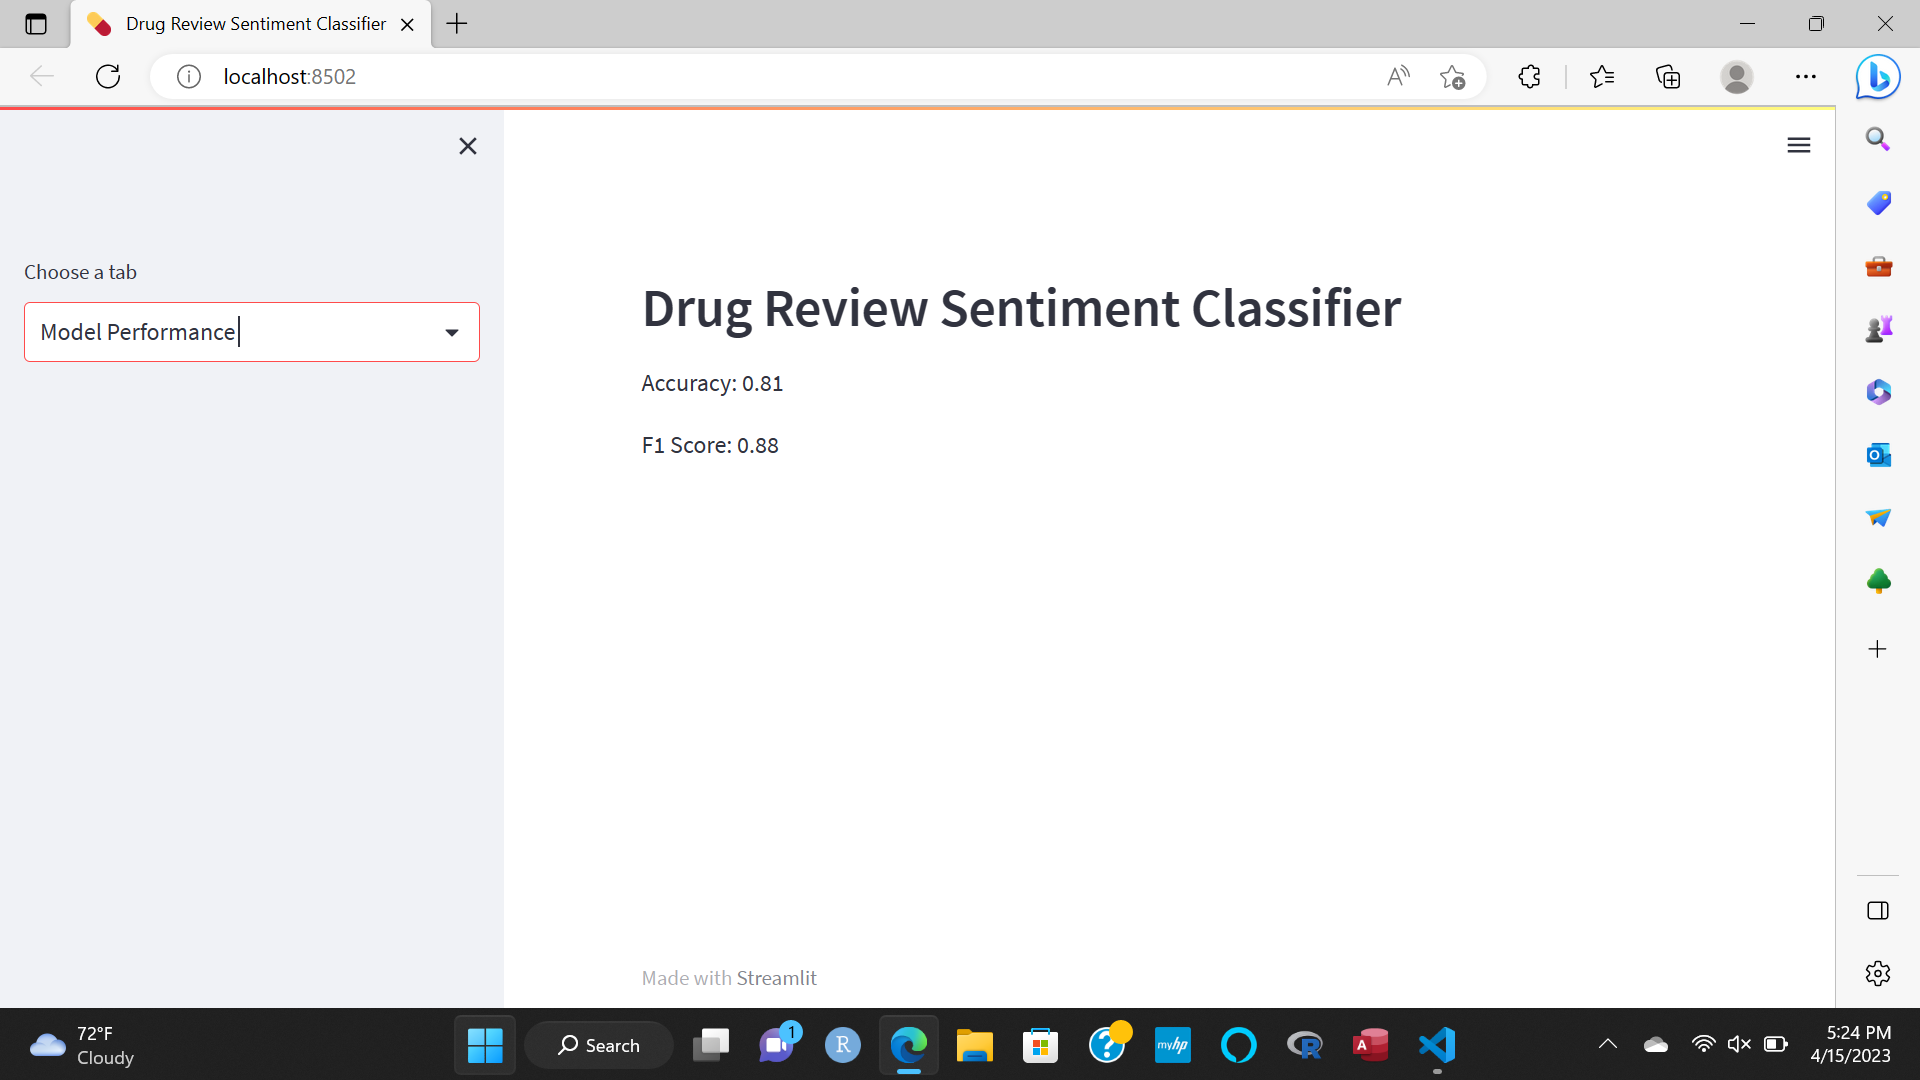 Drug Review Sentiment Classifier
localhost:8502
Choose a tab
Model Performance
Drug Review Sentiment Classifier
Accuracy: 0.81
F1 Score: 0.88
Made with Streamlit
72°F
Cloudy
Search
1
R
myhp
R
A
5:24 PM
4/15/2023